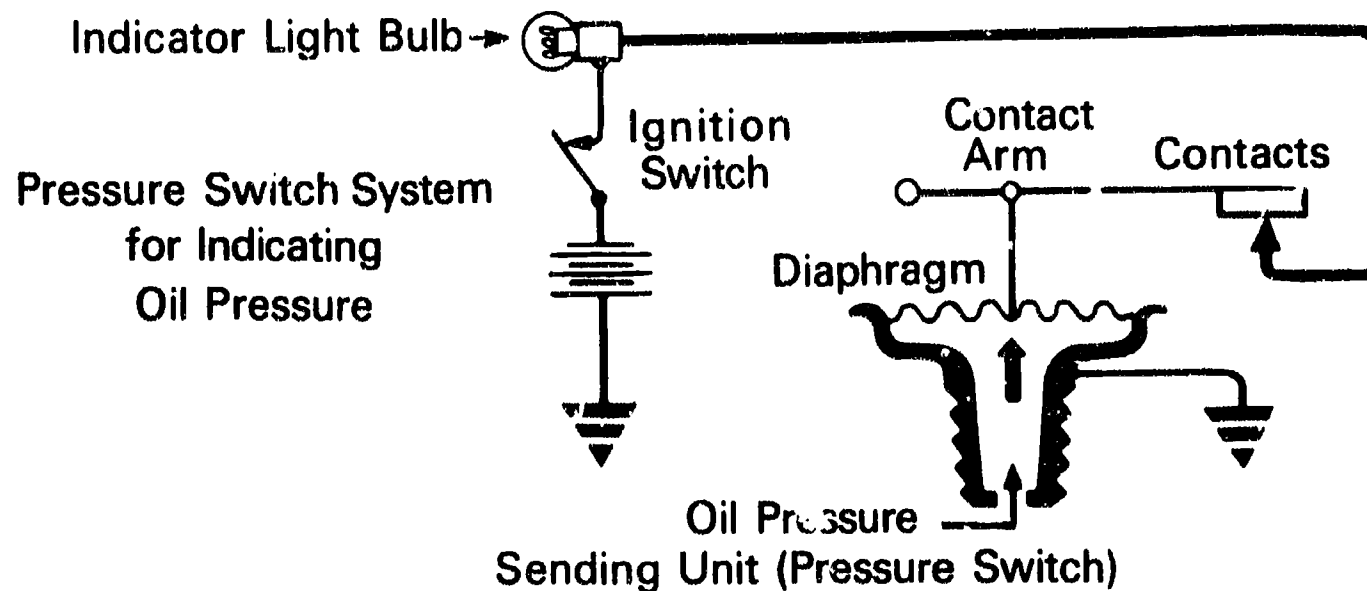 Indicator Light Bulb
Ignition
Switch
Contact
Arm
Contacts
Pressure Switch System
for Indicating
Oil Pressure
Diaphragm
Oil Pressure
Sending Unit (Pressure Switch)